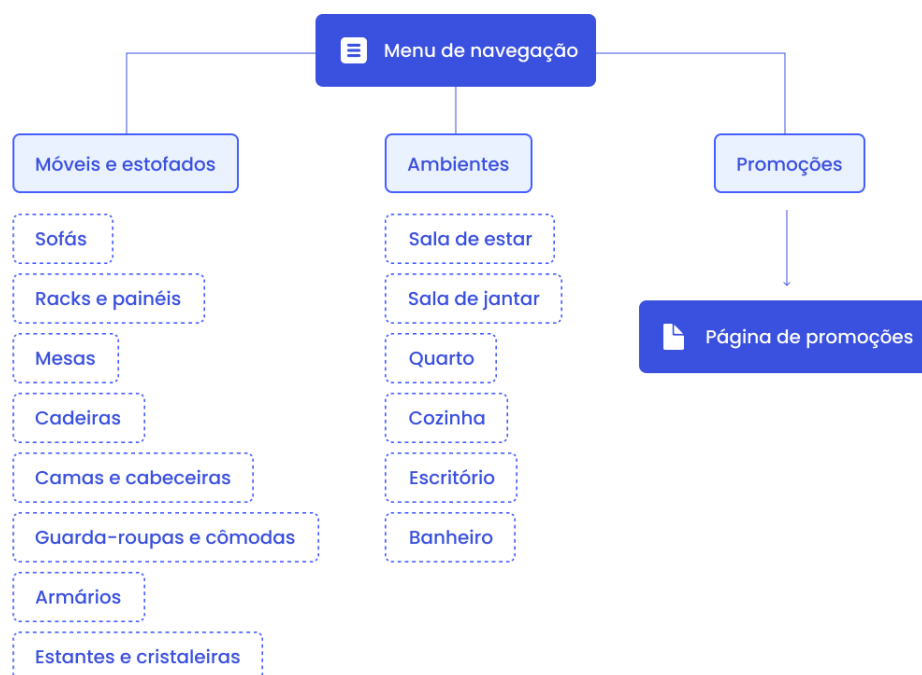 Menu de navegação
Móveis e estofados
Sofás
Racks e painéis
Mesas
Cadeiras
Camas e cabeceiras
Guarda-roupas e cômodas
Armários
Estantes e cristaleiras
Ambientes
Sala de estar
Sala de jantar
Quarto
Cozinha
Escritório
Banheiro
Promoções
Página de promoções